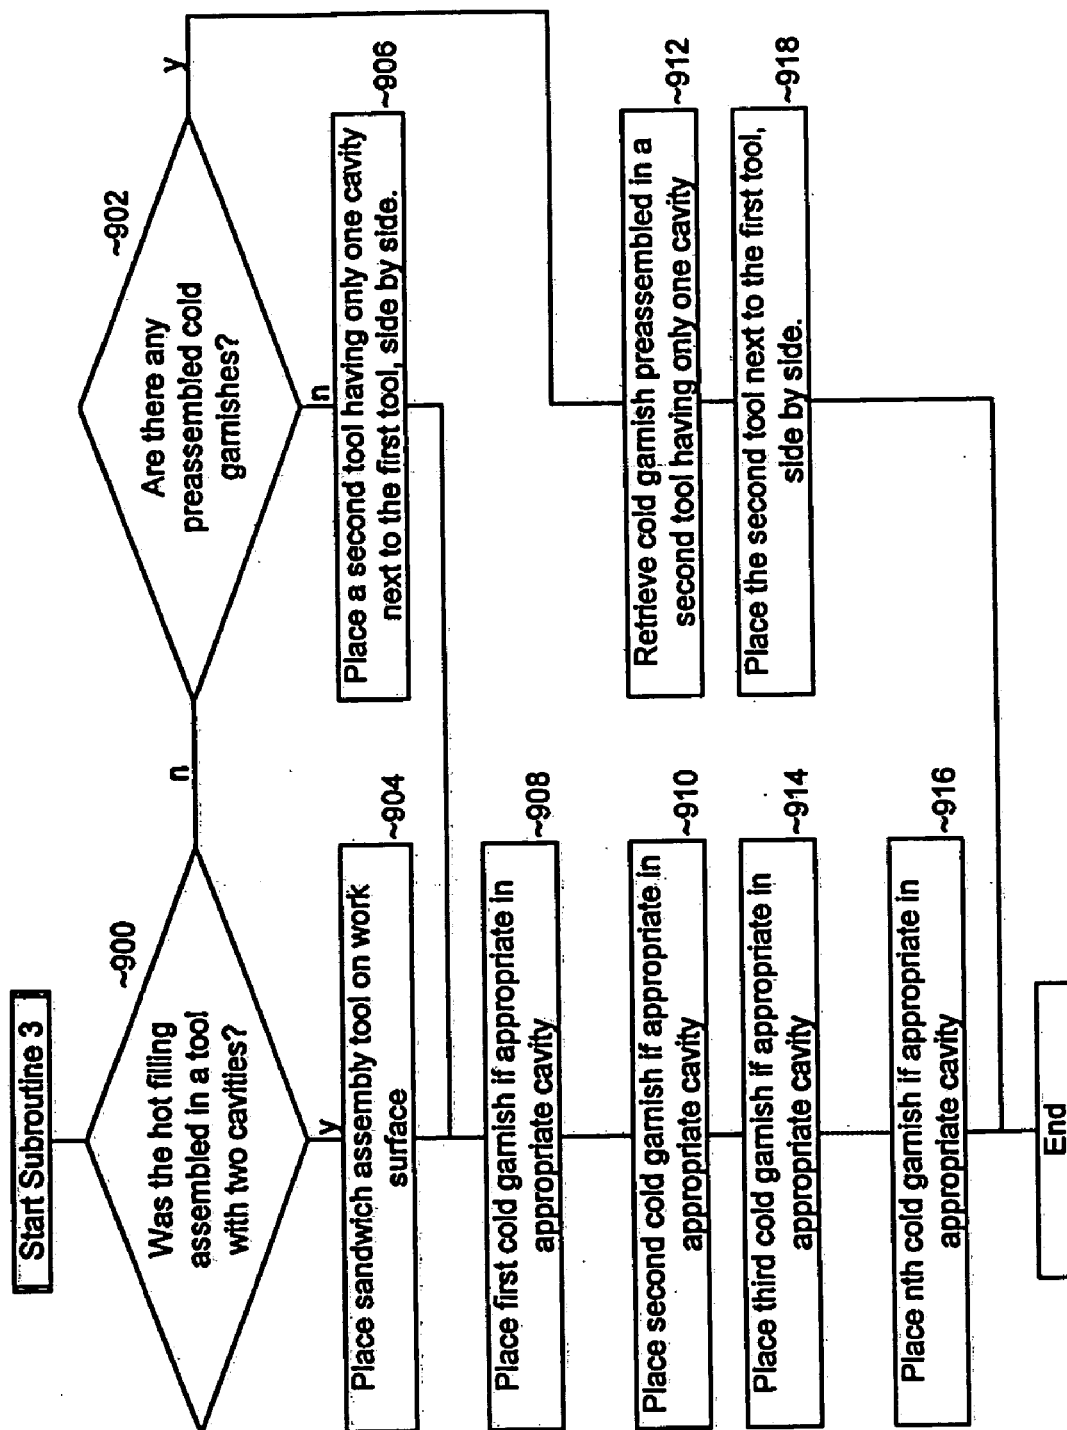 Start Subroutine 3
~900
Was the hot filling
assembled in a tool
with two cavities?
n
y
~902
Are there any
preassembled cold
garnishes?
y
n
Place sandwich assembly tool on work
surface
~904
Place a second tool having only one cavity
next to the first tool, side by side.
~906
Place first cold garnish if appropriate in
appropriate cavity
~908
Place second cold garnish if appropriate in
appropriate cavity
~910
Retrieve cold garnish preassembled in a
second tool having only one cavity
~912
Place third cold garnish if appropriate in
appropriate cavity
~914
Place the second tool next to the first tool,
side by side.
~918
Place nth cold garnish if appropriate in
appropriate cavity
~916
End